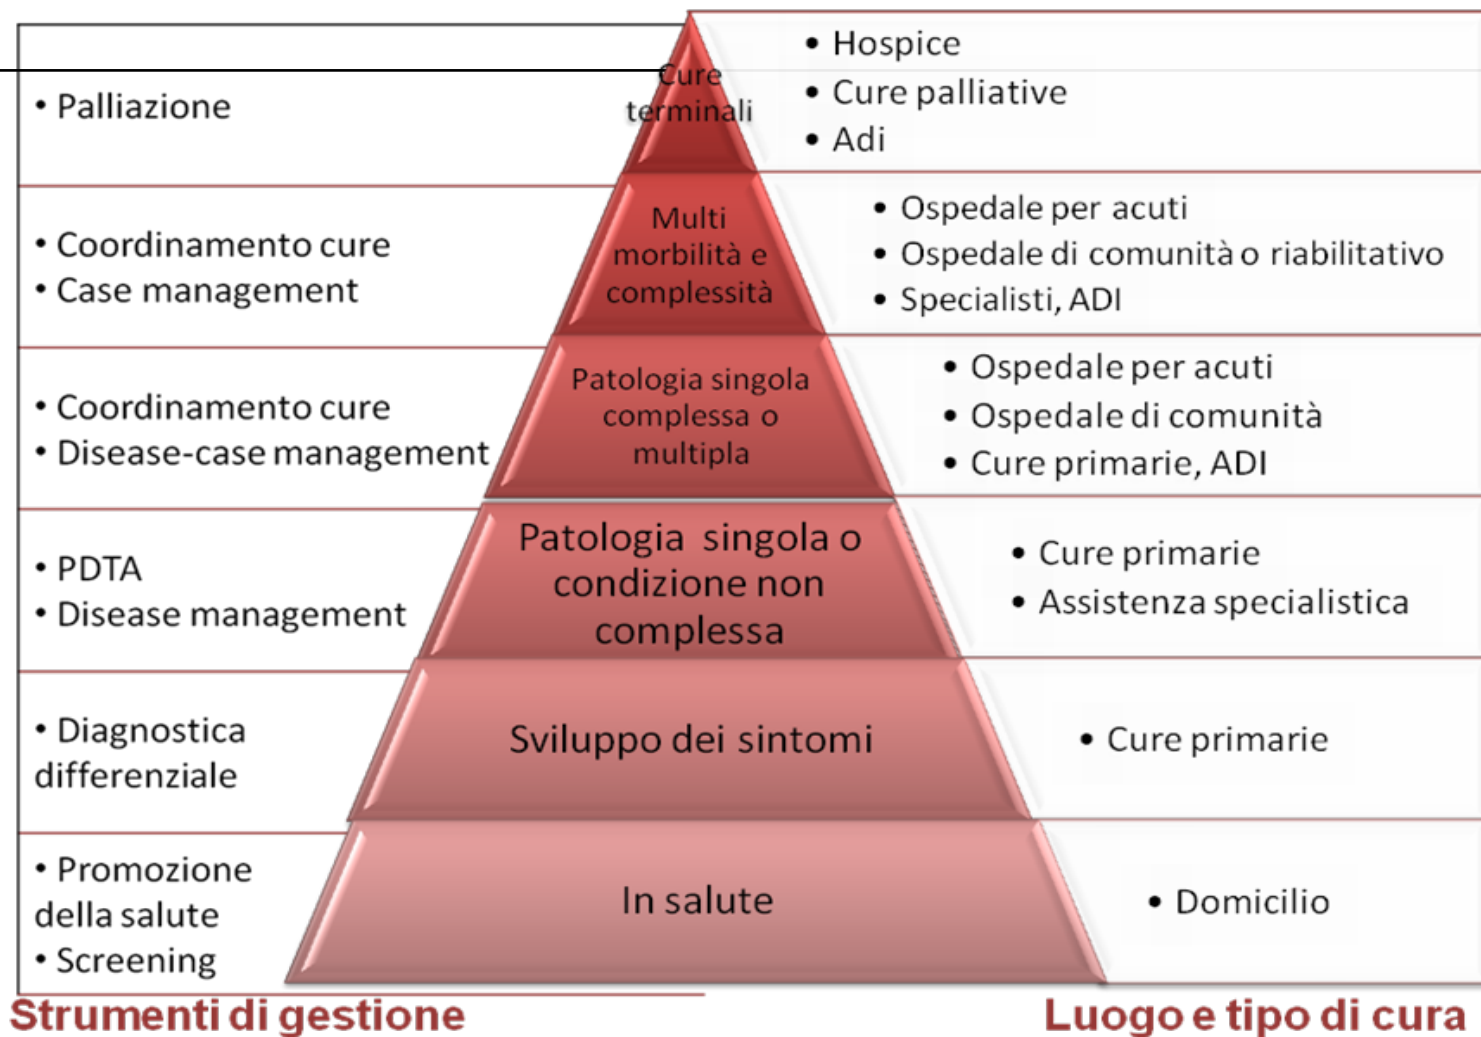 • Palliazione
Cure
terminali
• Hospice
• Cure palliative
• Adi
• Coordinamento cure
• Case management
Multi
morbilità e
complessità
• Ospedale per acuti
• Ospedale di comunità o riabilitativo
• Specialisti, ADI
• Coordinamento cure
• Disease-case management
Patologia singola
complessa o
multipla
• Ospedale per acuti
• Ospedale di comunità
• Cure primarie, ADI
• PDTA
• Disease management
Patologia singola o
condizione non
complessa
• Cure primarie
• Assistenza specialistica
• Diagnostica
differenziale
Sviluppo dei sintomi
• Cure primarie
• Promozione
della salute
• Screening
In salute
• Domicilio
Strumenti di gestione
Luogo e tipo di cura